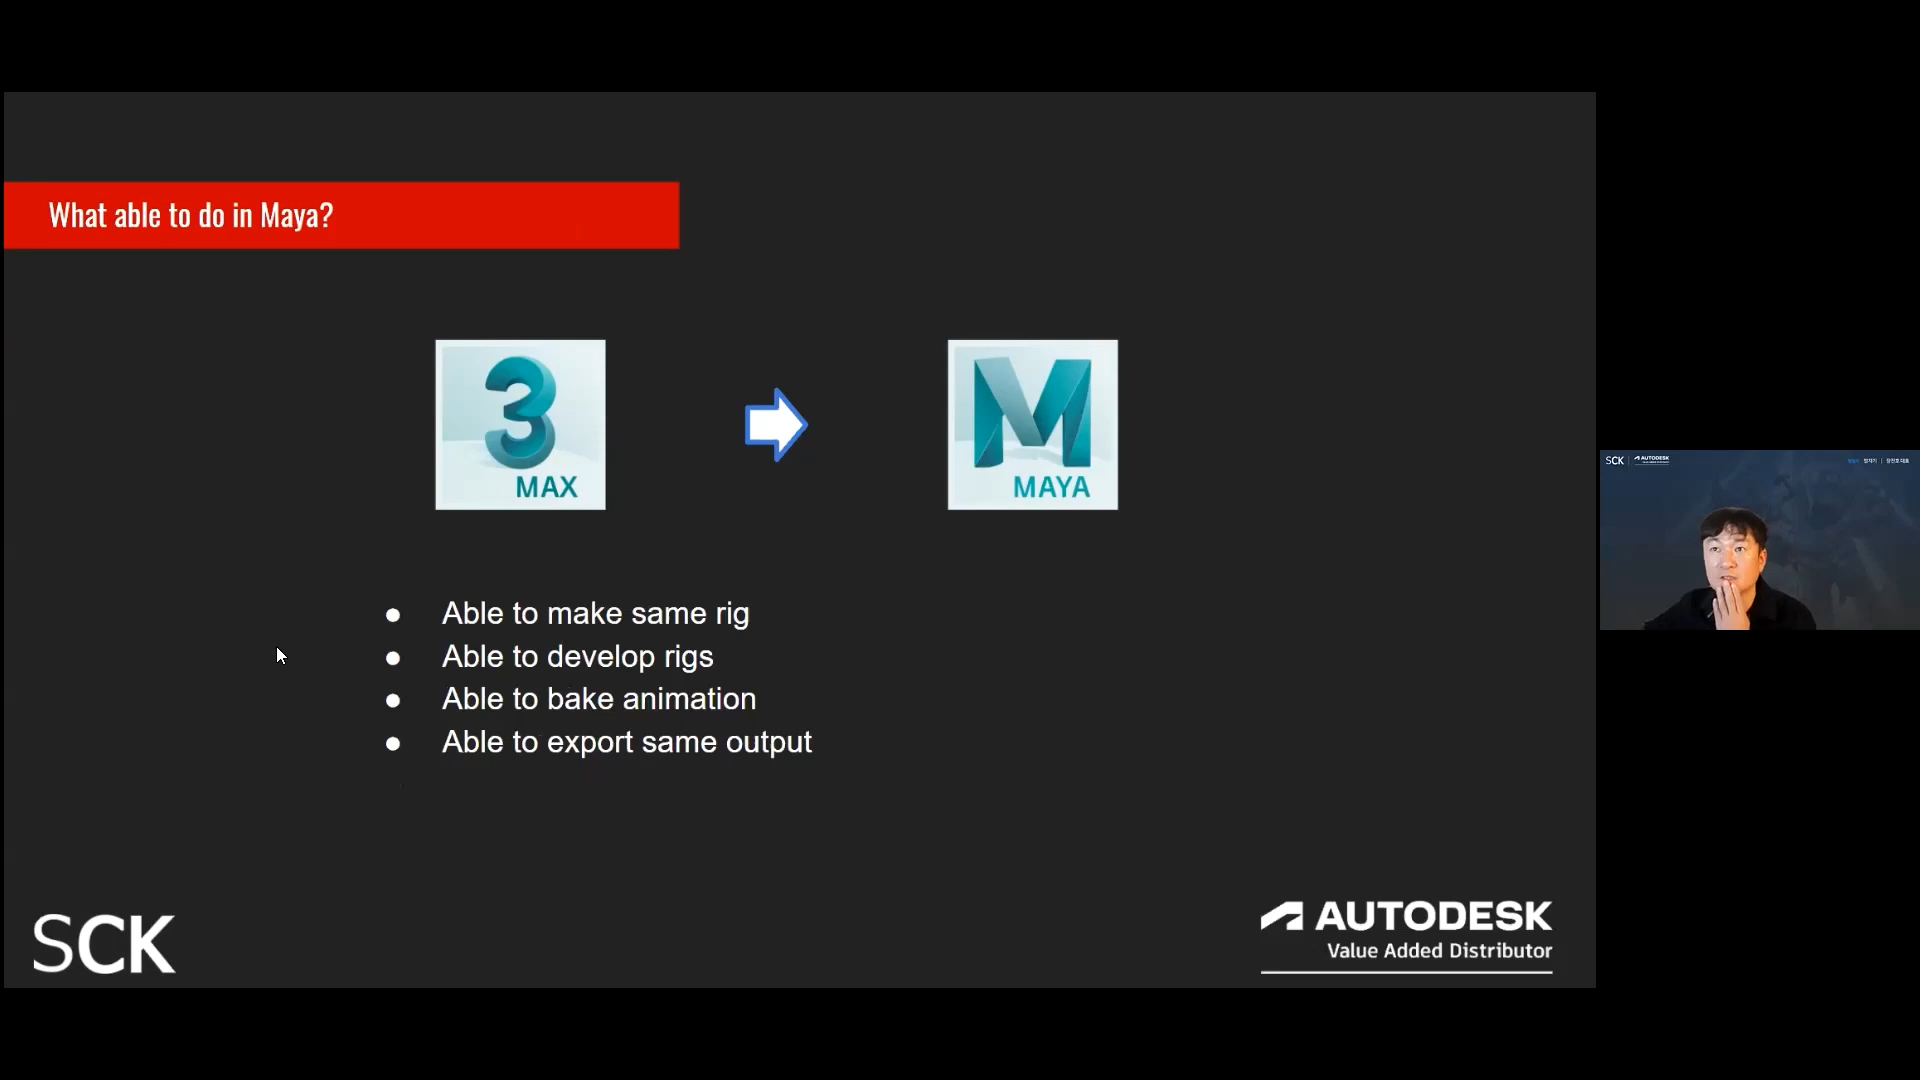 What able to do in Maya?
3
MAX
M
MAYA
● Able to make same rig
● Able to develop rigs
● Able to bake animation
● Able to export same output
SCK
AUTODESK
Value Added Distributor
SCK | AUTODESK